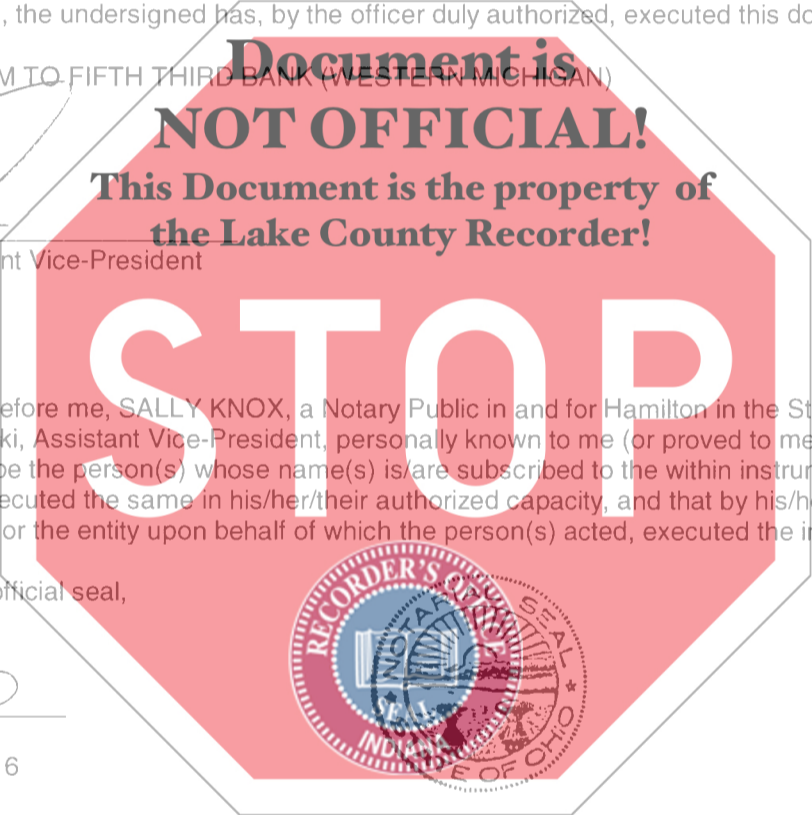 , the undersigned has, by the officer duly authorized, executed this do
Document is
M TO FIFTH THIRD BANK (WESTERN MICHIGAN)
NOT OFFICIAL!
This Document is the property of
the Lake County Recorder!
nt Vice-President
STOP
efore me, SALLY KNOX, a Notary Public in and for Hamilton in the St
ki, Assistant Vice-President, personally known to me (or proved to me
be the person(s) whose name(s) is/are subscribed to the within instru
ecuted the same in his/her/their authorized capacity, and that by his/h
or the entity upon behalf of which the person(s) acted, executed the i
official seal,
RECORDER'S OFFICE
SEAL
INDIANA
NOTARIAL SEAL
OF OHIO
6